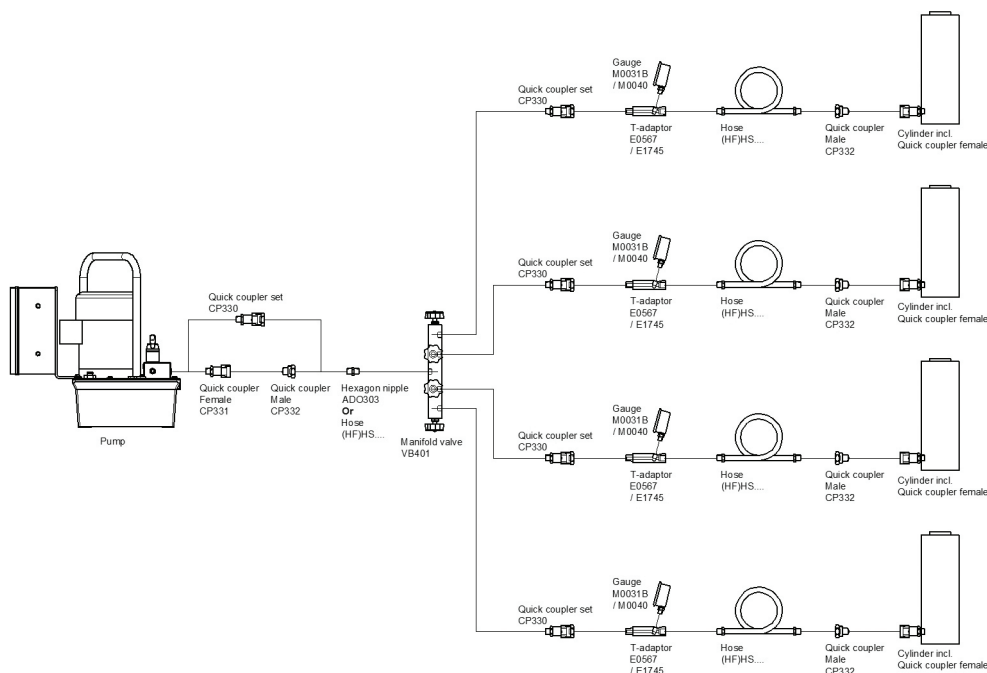 Gauge
M0031B
/ M0040
Quick coupler set
CP330
T-adaptor
E0567
/ E1745
Hose
(HF)HS....
Quick coupler
Male
CP332
Cylinder incl.
Quick coupler female
Gauge
M0031B
/ M0040
Quick coupler set
CP330
T-adaptor
E0567
/ E1745
Hose
(HF)HS....
Quick coupler
Male
CP332
Cylinder incl.
Quick coupler female
Quick coupler set
CP330
Pump
Quick coupler
Female
CP331
Quick coupler
Male
CP332
Hexagon nipple
ADO303
Or
Hose
(HF)HS....
Manifold valve
VB401
Gauge
M0031B
/ M0040
Quick coupler set
CP330
T-adaptor
E0567
/ E1745
Hose
(HF)HS....
Quick coupler
Male
CP332
Cylinder incl.
Quick coupler female
Gauge
M0031B
/ M0040
Quick coupler set
CP330
T-adaptor
E0567
/ E1745
Hose
(HF)HS....
Quick coupler
Male
CP332
Cylinder incl.
Quick coupler female